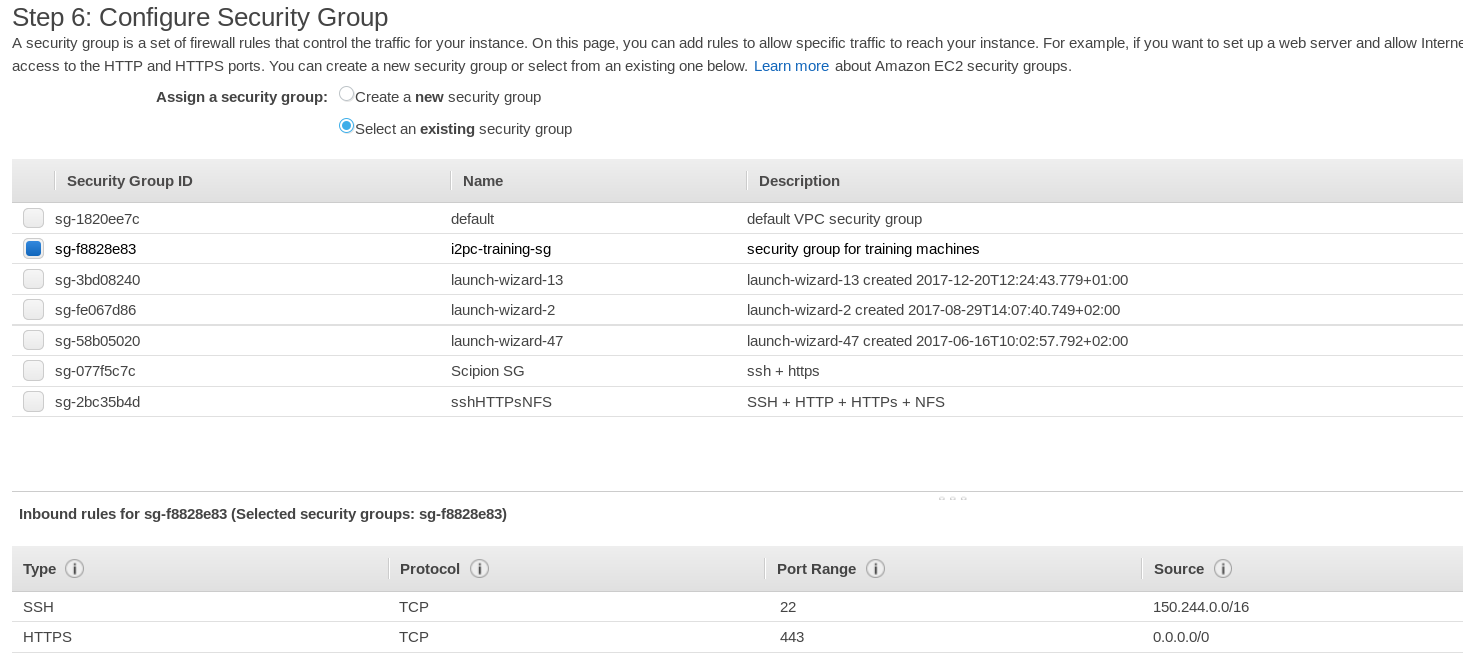 Step 6: Configure Security Group
A security group is a set of firewall rules that control the traffic for your instance. On this page, you can add rules to allow specific traffic to reach your instance. For example, if you want to set up a web server and allow Interne
access to the HTTP and HTTPS ports. You can create a new security group or select from an existing one below. Learn more about Amazon EC2 security groups.
Assign a security group: Create a new security group
Select an existing security group
Security Group ID Name Description
sg-1820ee7c default default VPC security group
sg-f8828e83 i2pc-training-sg security group for training machines
sg-3bd08240 launch-wizard-13 launch-wizard-13 created 2017-12-20T12:24:43.779+01:00
sg-fe067d86 launch-wizard-2 launch-wizard-2 created 2017-08-29T14:07:40.749+02:00
sg-58b05020 launch-wizard-47 launch-wizard-47 created 2017-06-16T10:02:57.792+02:00
sg-077f5c7c Scipion SG ssh + https
sg-2bc35b4d sshHTTPsNFS SSH + HTTP + HTTPs + NFS
Inbound rules for sg-f8828e83 (Selected security groups: sg-f8828e83)
Type Protocol Port Range Source
SSH TCP 22 150.244.0.0/16
HTTPS TCP 443 0.0.0.0/0